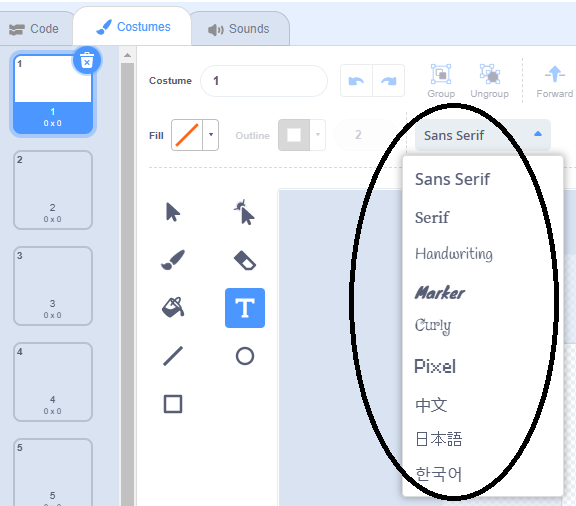 Code Costumes Sounds
1
1
0 x 0
2
2
0 x 0
3
3
0 x 0
4
4
0 x 0
5
5
Costume 1
Group Ungroup Forward
Fill Outline 2 Sans Serif
T
Sans Serif
Serif
Handwriting
Marker
Curly
Pixel
中文
日本語
한국어